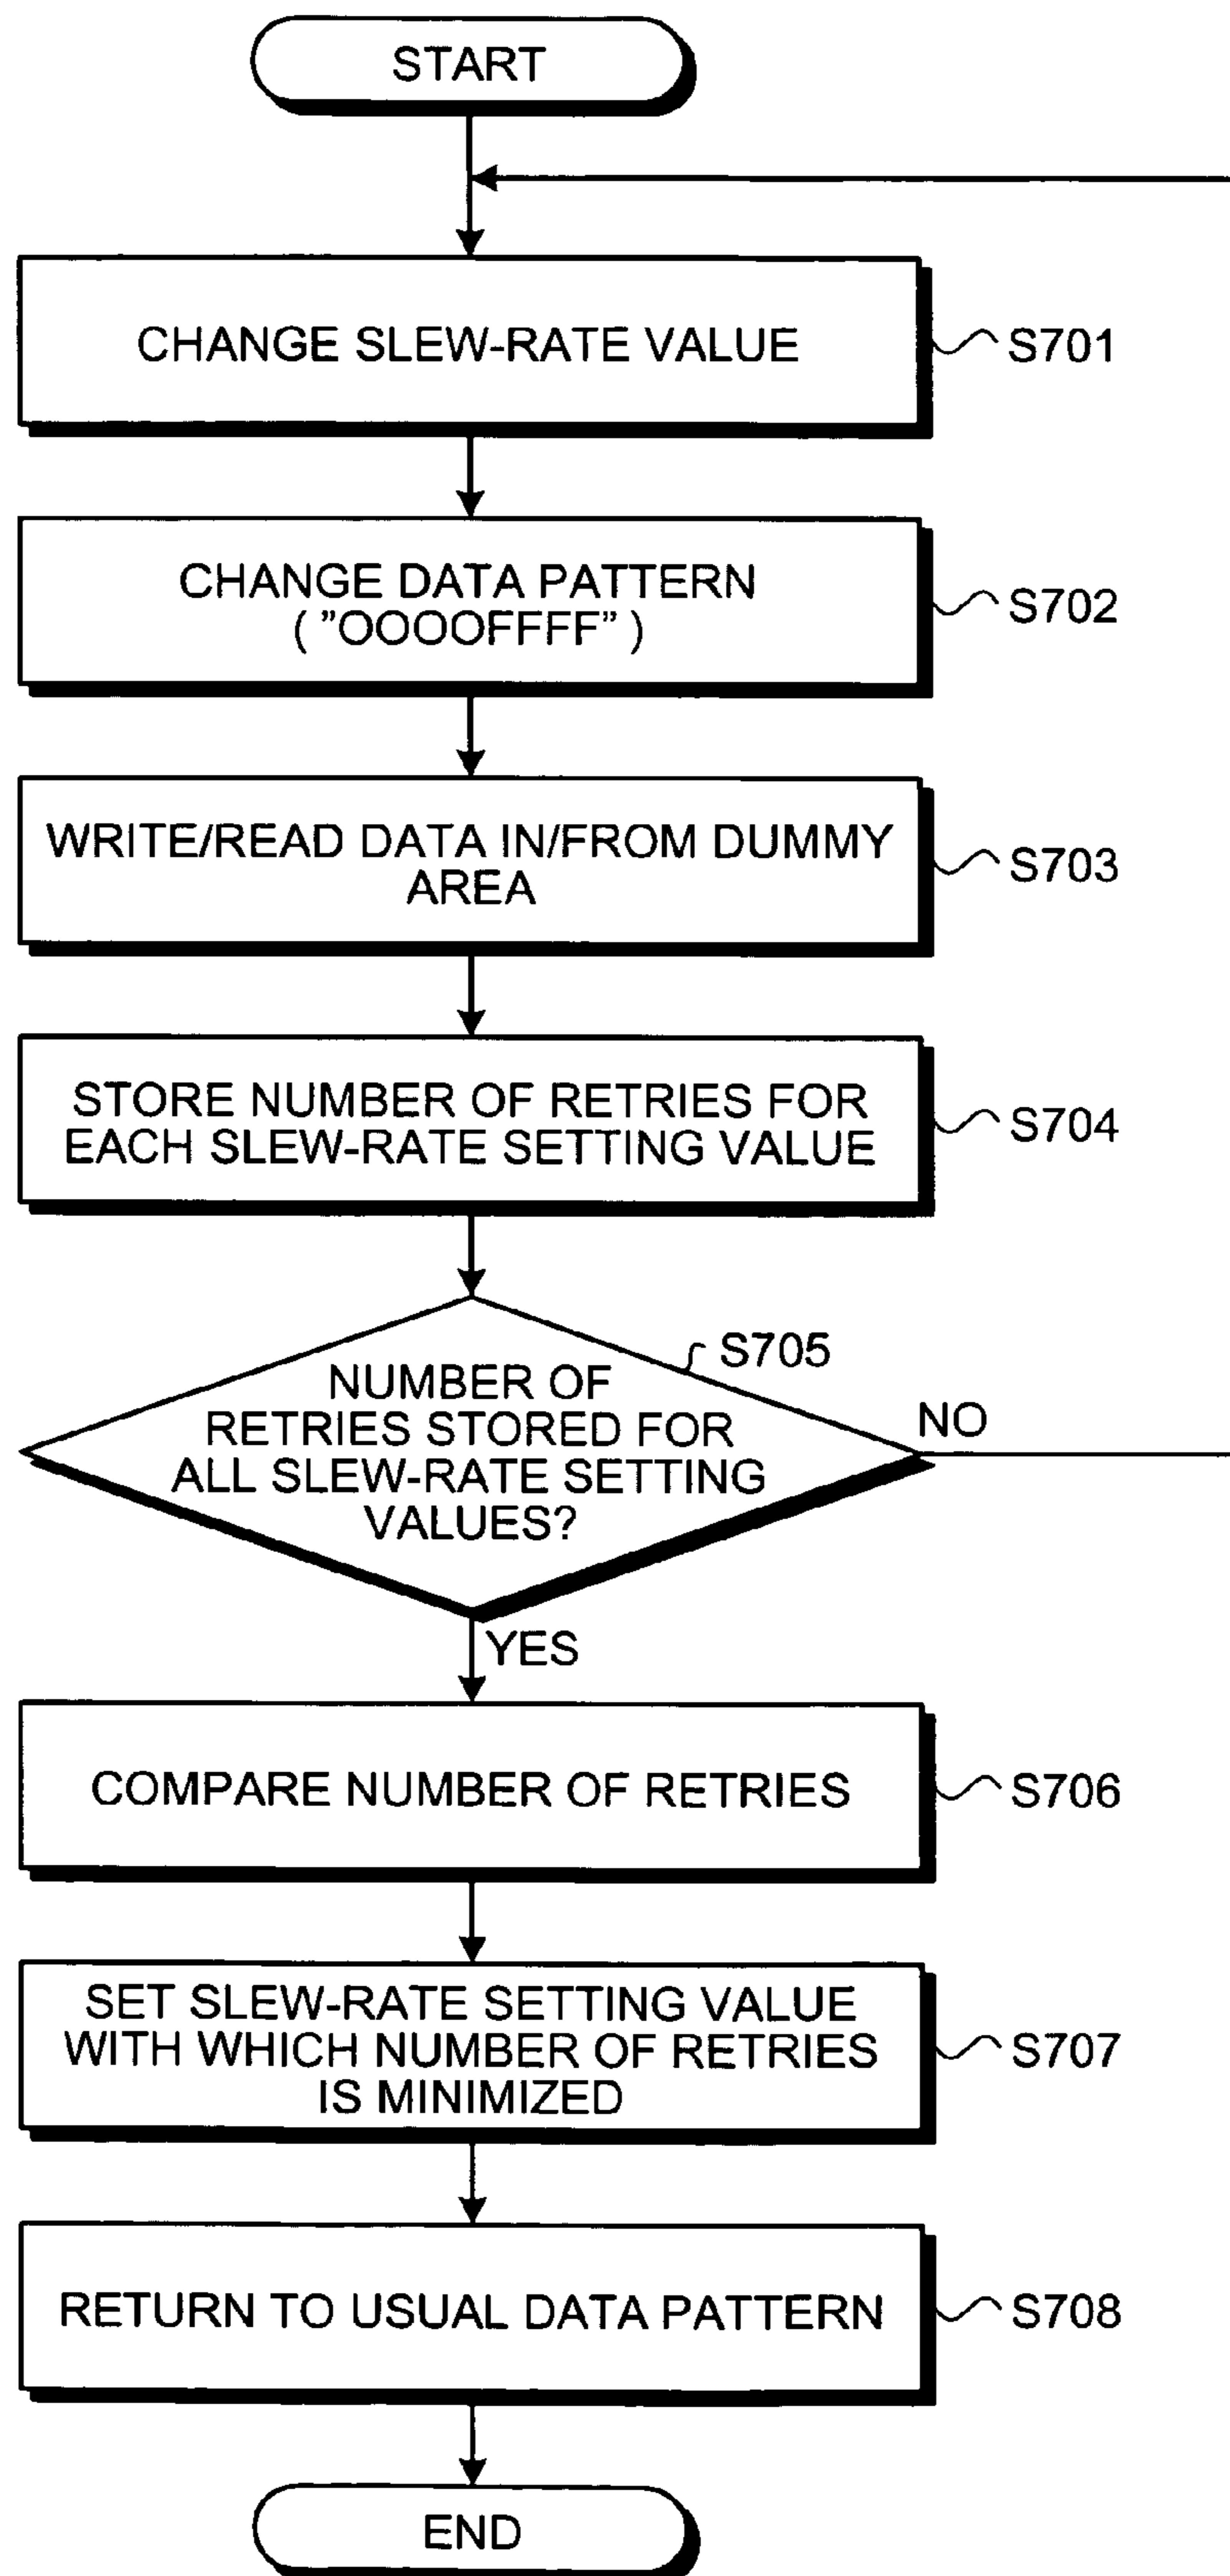 START
CHANGE SLEW-RATE VALUE
S701
CHANGE DATA PATTERN
( "OOOOFFFF" )
S702
WRITE/READ DATA IN/FROM DUMMY
AREA
S703
STORE NUMBER OF RETRIES FOR
EACH SLEW-RATE SETTING VALUE
S704
S705
NUMBER OF
RETRIES STORED FOR
ALL SLEW-RATE SETTING
VALUES?
NO
YES
COMPARE NUMBER OF RETRIES
S706
SET SLEW-RATE SETTING VALUE
WITH WHICH NUMBER OF RETRIES
IS MINIMIZED
S707
RETURN TO USUAL DATA PATTERN
S708
END